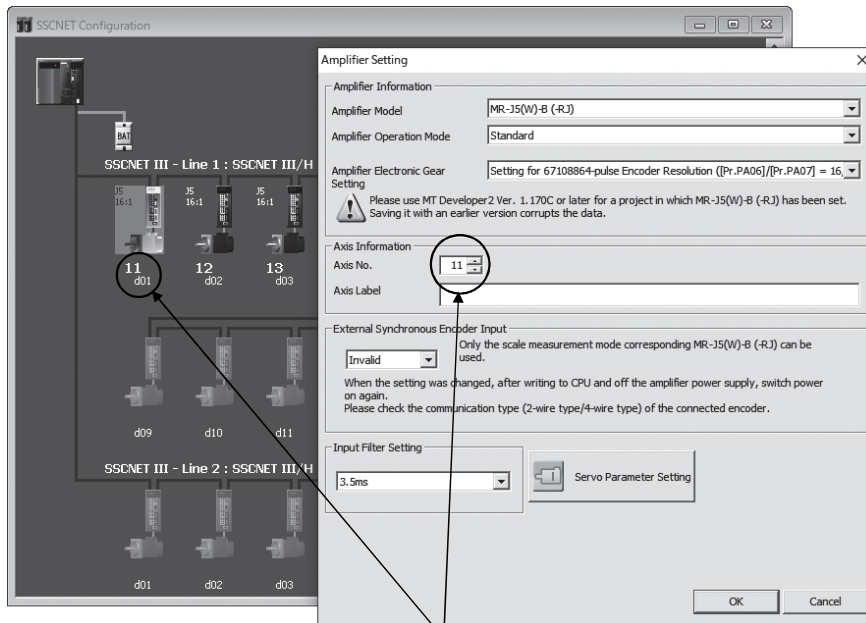 SSCNET Configuration
BAT
SSCNET III - Line 1 : SSCNET III/H
J5 J5 J5
16:1 16:1 16:1
11 12 13
d01 d02 d03
d09 d10 d11
SSCNET III - Line 2 : SSCNET III/H
d01 d02 d03
Amplifier Setting
Amplifier Information
Amplifier Model MR-J5(W)-B (-RJ)
Amplifier Operation Mode Standard
Amplifier Electronic Gear Setting for 67108864-pulse Encoder Resolution ([Pr.PA06]/[Pr.PA07] = 16,
Setting
Please use MT Developer2 Ver. 1.170C or later for a project in which MR-J5(W)-B (-RJ) has been set.
Saving it with an earlier version corrupts the data.
Axis Information
Axis No. 11
Axis Label
External Synchronous Encoder Input
Invalid Only the scale measurement mode corresponding MR-J5(W)-B (-RJ) can be
used.
When the setting was changed, after writing to CPU and off the amplifier power supply, switch power
on again.
Please check the communication type (2-wire type/4-wire type) of the connected encoder.
Input Filter Setting
3.5ms
Servo Parameter Setting
OK Cancel